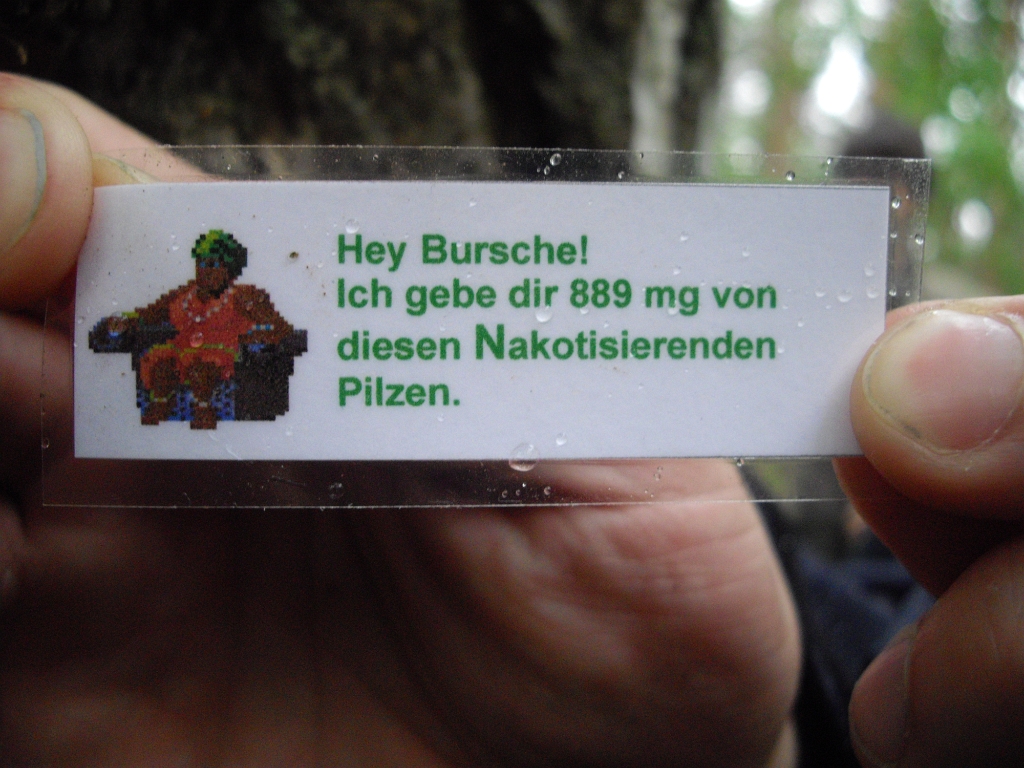 Hey Bursche!
Ich gebe dir 889 mg von
diesen Nakotisierenden
Pilzen.